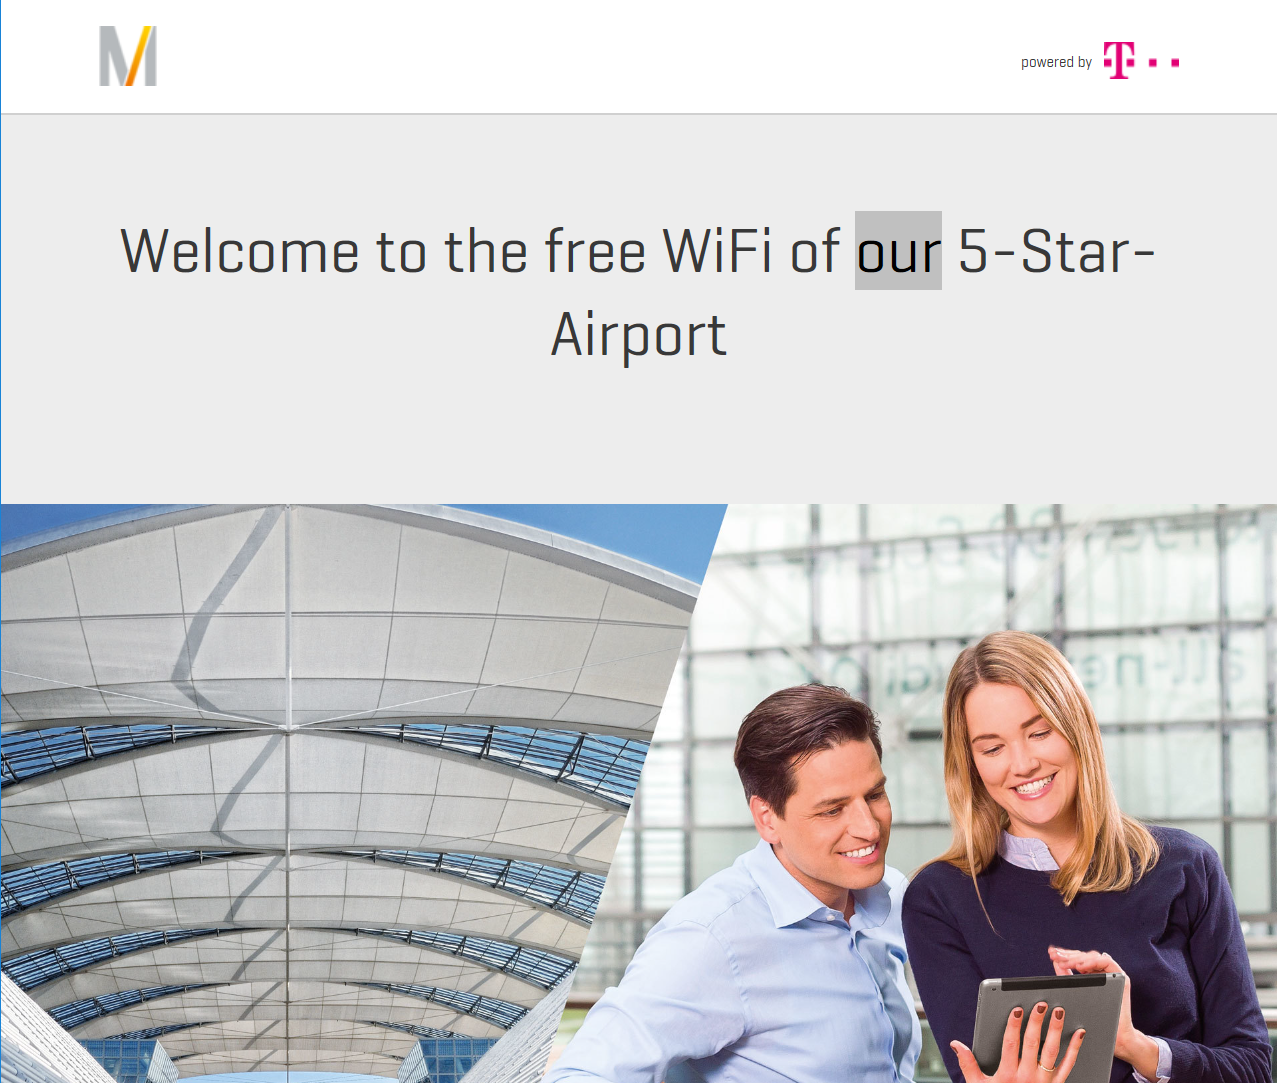 M
powered by T
Welcome to the free WiFi of our 5-Star-
Airport